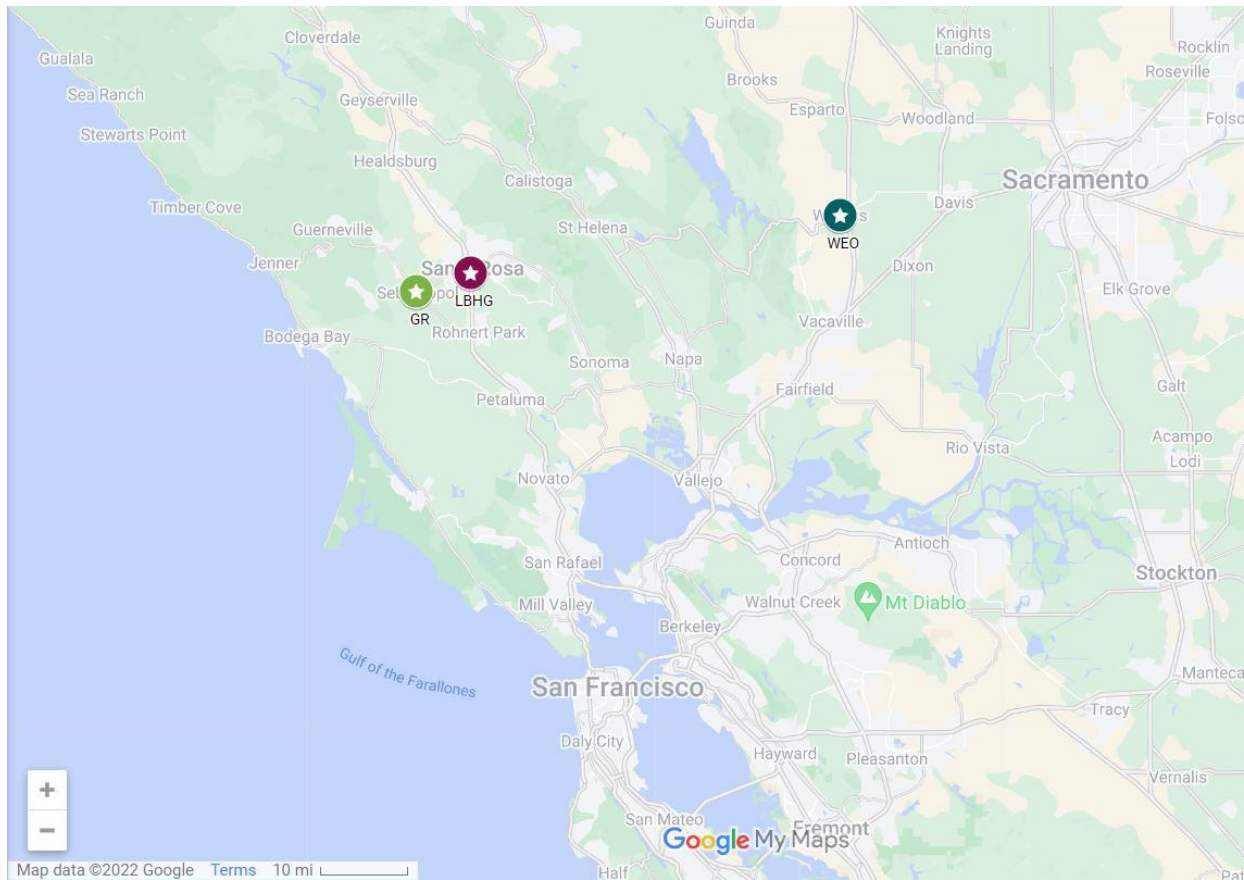 Guinda
Knights
Landing
Cloverdale
Rocklin
Gualala
Roseville
Brooks
Sea Ranch
Geyserville
Esparto
Woodland
Folso
Stewarts Point
Healdsburg
Calistoga
Sacramento
Timber Cove
Davis
St Helena
Guerneville
WEO
Jenner
Dixon
LBHG
Elk Grove
GR
Rohnert Park
Vacaville
Bodega Bay
Sonoma
Napa
Galt
Fairfield
Petaluma
Acampo
Rio Vista
Lodi
Novato
Vallejo
Antioch
San Rafael
Concord
Stockton
Mill Valley
Walnut Creek
Mt Diablo
Berkeley
Gulf of the Farallones
Manteca
San Francisco
Tracy
Daly City
Hayward
Pleasanton
Vernalis
San Mateo
Fremont
Google My Maps
Half
Pat
Map data ©2022 Google Terms 10 mi